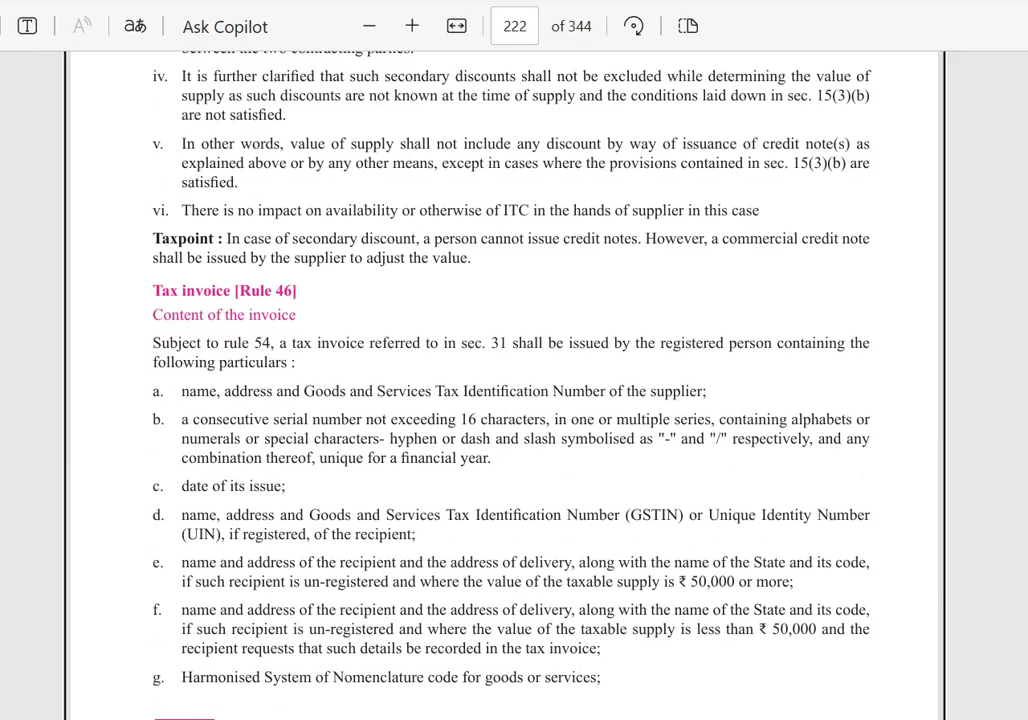 Ask Copilot
222 of 344
between the two contracting parties.
iv. It is further clarified that such secondary discounts shall not be excluded while determining the value of
supply as such discounts are not known at the time of supply and the conditions laid down in sec. 15(3)(b)
are not satisfied.
v. In other words, value of supply shall not include any discount by way of issuance of credit note(s) as
explained above or by any other means, except in cases where the provisions contained in sec. 15(3)(b) are
satisfied.
vi. There is no impact on availability or otherwise of ITC in the hands of supplier in this case
Taxpoint : In case of secondary discount, a person cannot issue credit notes. However, a commercial credit note
shall be issued by the supplier to adjust the value.
Tax invoice [Rule 46]
Content of the invoice
Subject to rule 54, a tax invoice referred to in sec. 31 shall be issued by the registered person containing the
following particulars :
a. name, address and Goods and Services Tax Identification Number of the supplier;
b. a consecutive serial number not exceeding 16 characters, in one or multiple series, containing alphabets or
numerals or special characters- hyphen or dash and slash symbolised as "-" and "/" respectively, and any
combination thereof, unique for a financial year.
c. date of its issue;
d. name, address and Goods and Services Tax Identification Number (GSTIN) or Unique Identity Number
(UIN), if registered, of the recipient;
e. name and address of the recipient and the address of delivery, along with the name of the State and its code,
if such recipient is un-registered and where the value of the taxable supply is ₹ 50,000 or more;
f. name and address of the recipient and the address of delivery, along with the name of the State and its code,
if such recipient is un-registered and where the value of the taxable supply is less than ₹ 50,000 and the
recipient requests that such details be recorded in the tax invoice;
g. Harmonised System of Nomenclature code for goods or services;